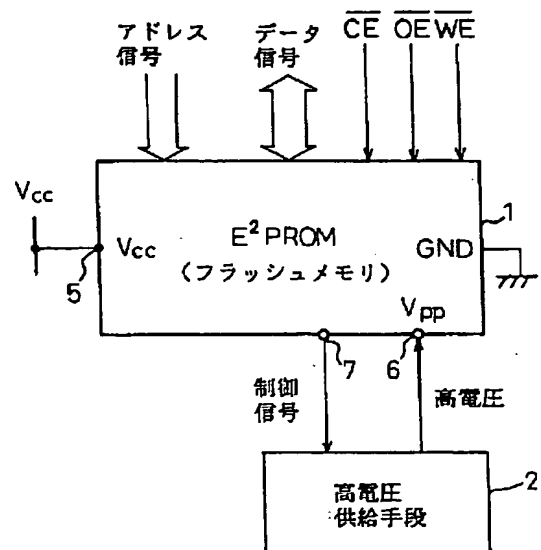 アドレス
信号
データ
信号
CE OE WE
Vcc
Vcc
5
E² PROM
(フラッシュメモリ)
GND
1
Vpp
7
6
制御
信号
高電圧
高電圧
供給手段
2